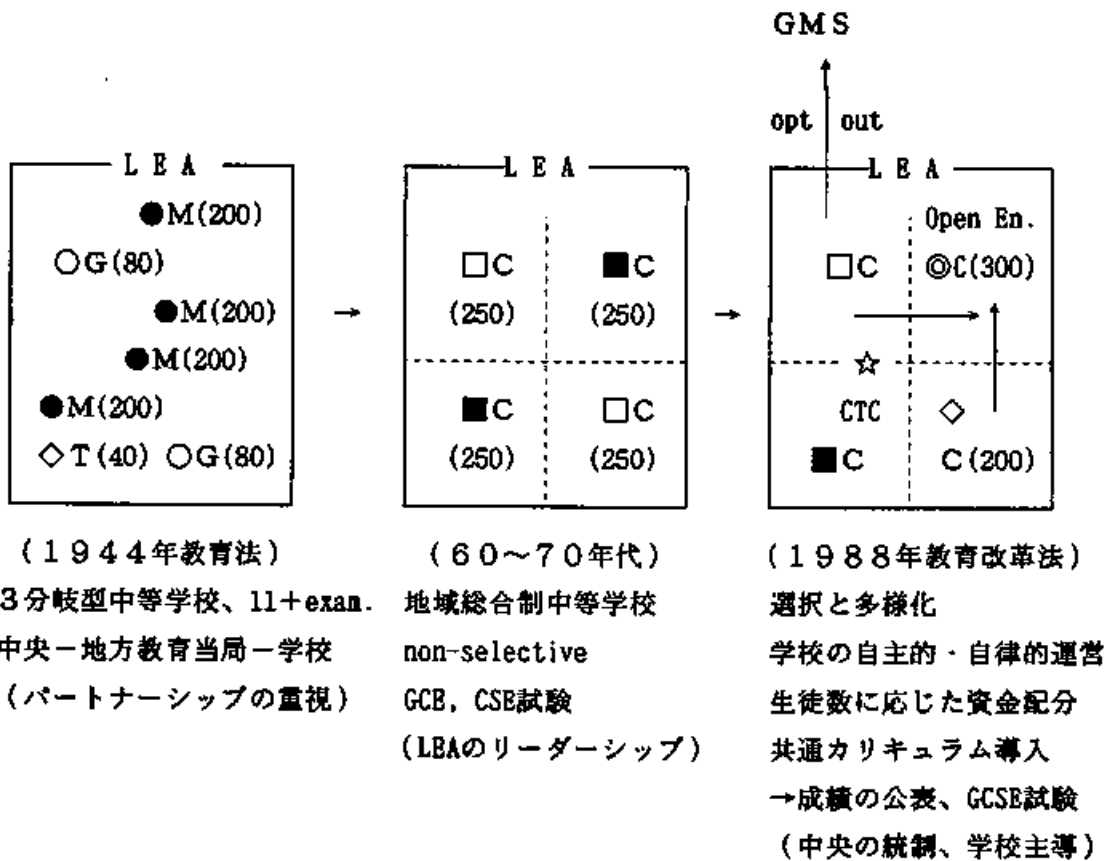 GMS
opt out
LEA
●M(200)
○G(80)
●M(200)
●M(200)
●M(200)
◇T(40) ○G(80)
(1944年教育法)
3分岐型中等学校、11+exam.
中央-地方教育当局-学校
(パートナーシップの重視)
→
LEA
□C ■C
(250) (250)
■C □C
(250) (250)
(60~70年代)
地域総合制中等学校
non-selective
GCE, CSE試験
(LEAのリーダーシップ)
→
LEA
Open En.
□C ◎C(300)
☆
CTC ◇
■C C(200)
(1988年教育改革法)
選択と多様化
学校の自主的・自律的運営
生徒数に応じた資金配分
共通カリキュラム導入
→成績の公表、GCSE試験
(中央の統制、学校主導)